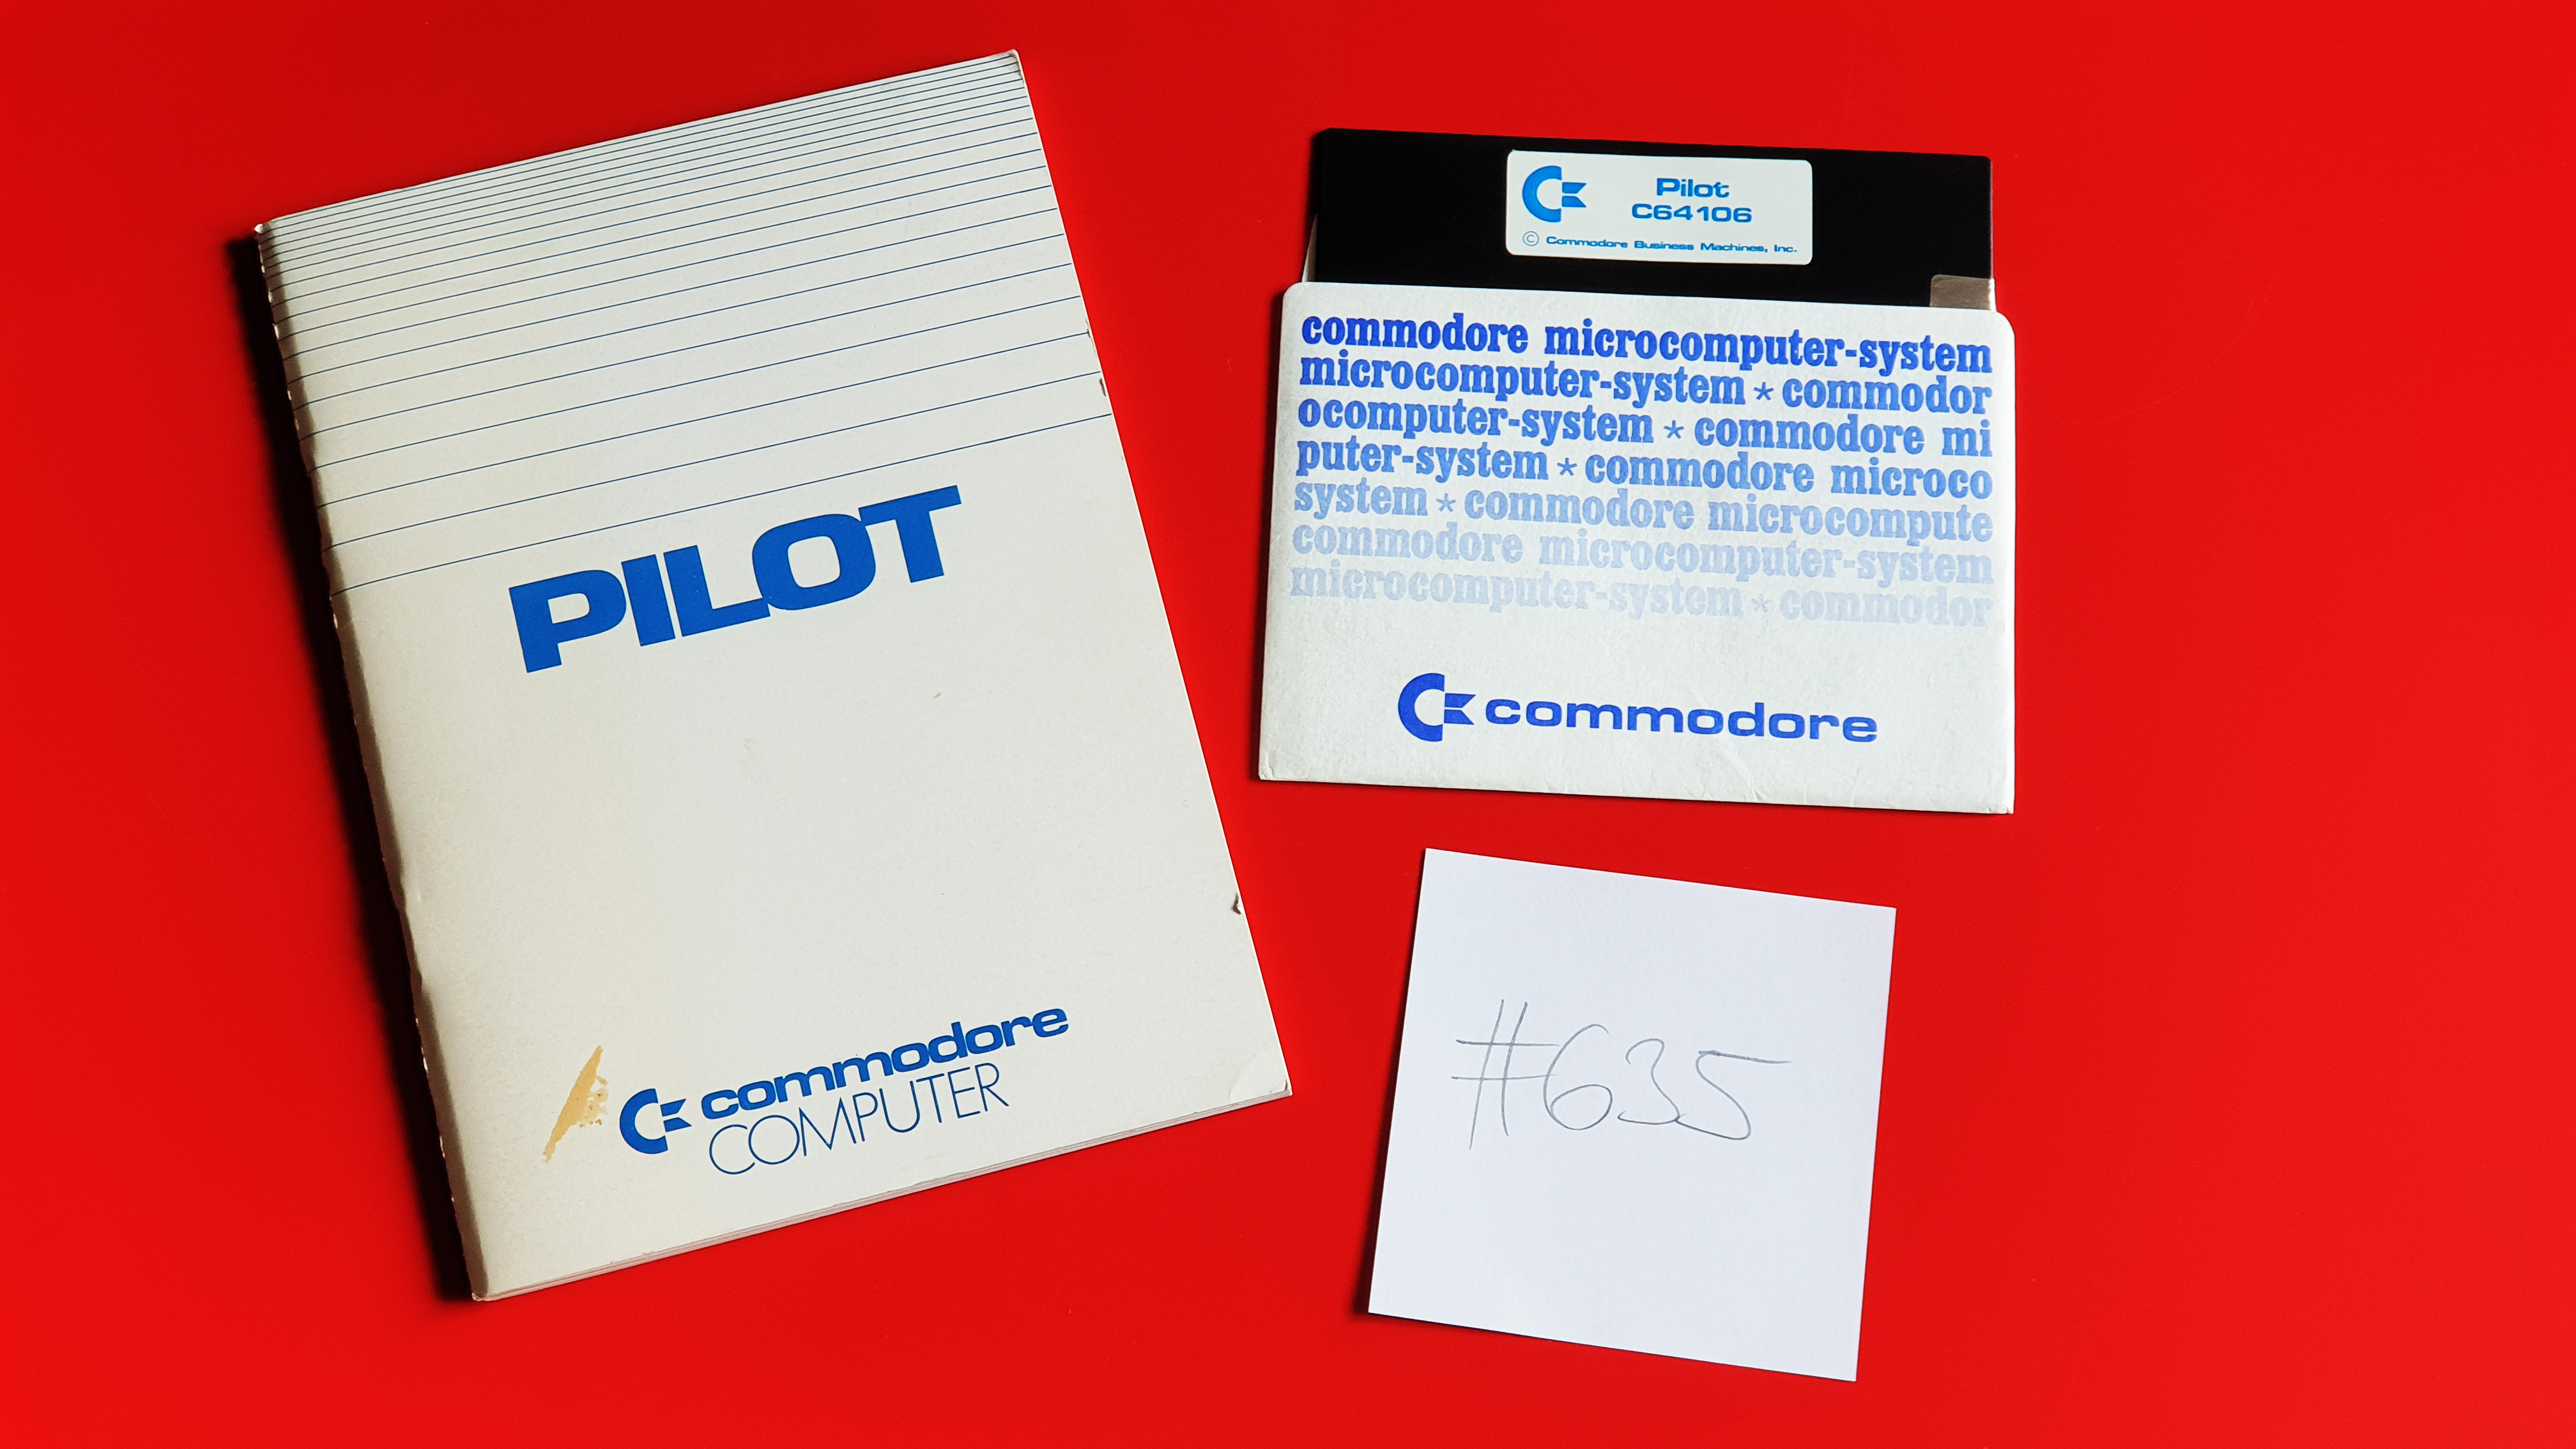 PILOT
commodore
COMPUTER
Pilot
C64106
© Commodore Business Machines, Inc.
commodore microcomputer-system
microcomputer-system * commodor
ocomputer-system * commodore mi
puter-system * commodore microco
system * commodore microcompute
commodore microcomputer-system
microcomputer-system * commodor
commodore
#635